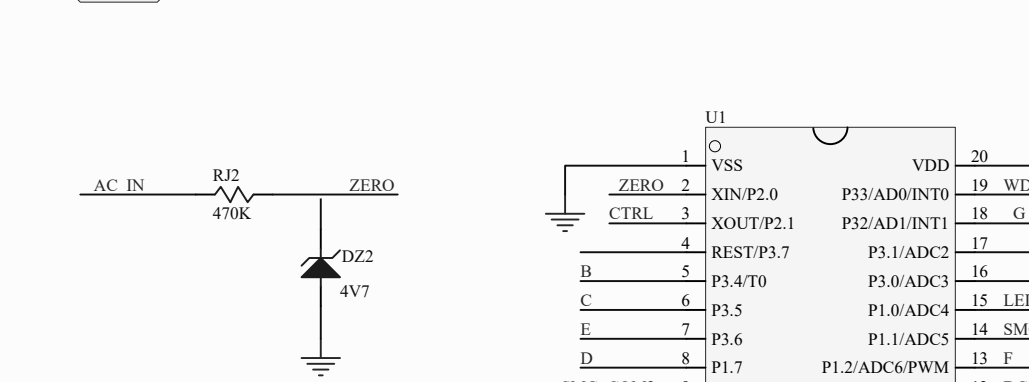 AC IN
RJ2
470K
ZERO
DZ2
4V7
U1
1 VSS VDD 20
ZERO 2 XIN/P2.0 P33/AD0/INT0 19 WD
CTRL 3 XOUT/P2.1 P32/AD1/INT1 18 G
4 REST/P3.7 P3.1/ADC2 17
B 5 P3.4/T0 P3.0/ADC3 16
C 6 P3.5 P1.0/ADC4 15
E 7 P3.6 P1.1/ADC5 14
D 8 P1.7 P1.2/ADC6/PWM 13 F